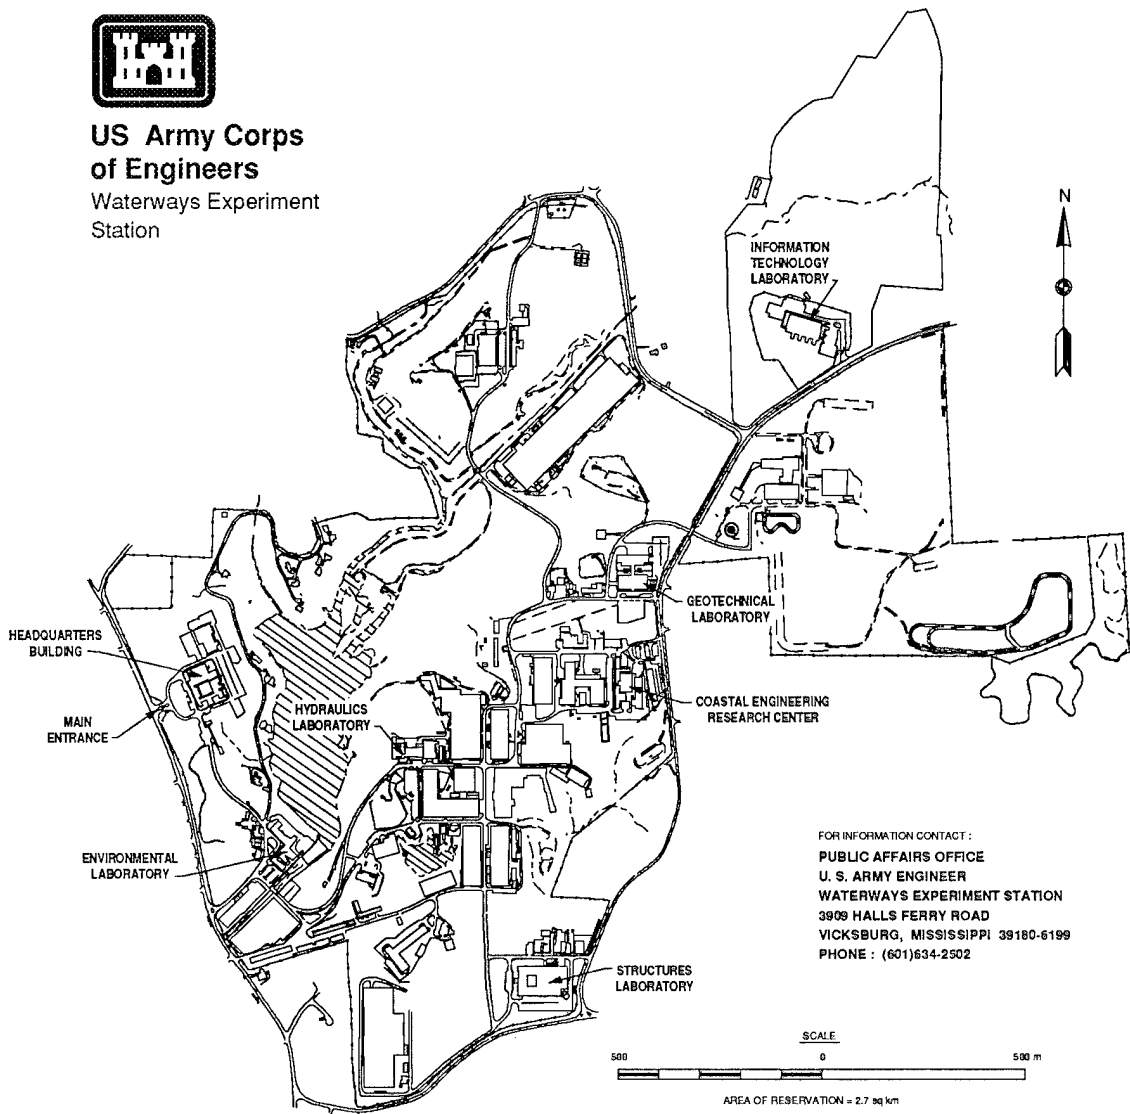 US Army Corps
of Engineers
Waterways Experiment
Station
N
INFORMATION
TECHNOLOGY
LABORATORY
GEOTECHNICAL
LABORATORY
HEADQUARTERS
BUILDING
MAIN
ENTRANCE
HYDRAULICS
LABORATORY
COASTAL ENGINEERING
RESEARCH CENTER
ENVIRONMENTAL
LABORATORY
STRUCTURES
LABORATORY
FOR INFORMATION CONTACT :
PUBLIC AFFAIRS OFFICE
U. S. ARMY ENGINEER
WATERWAYS EXPERIMENT STATION
3909 HALLS FERRY ROAD
VICKSBURG, MISSISSIPPI 39180-6199
PHONE : (601)634-2502
SCALE
500 0 500 m
AREA OF RESERVATION = 2.7 sq km